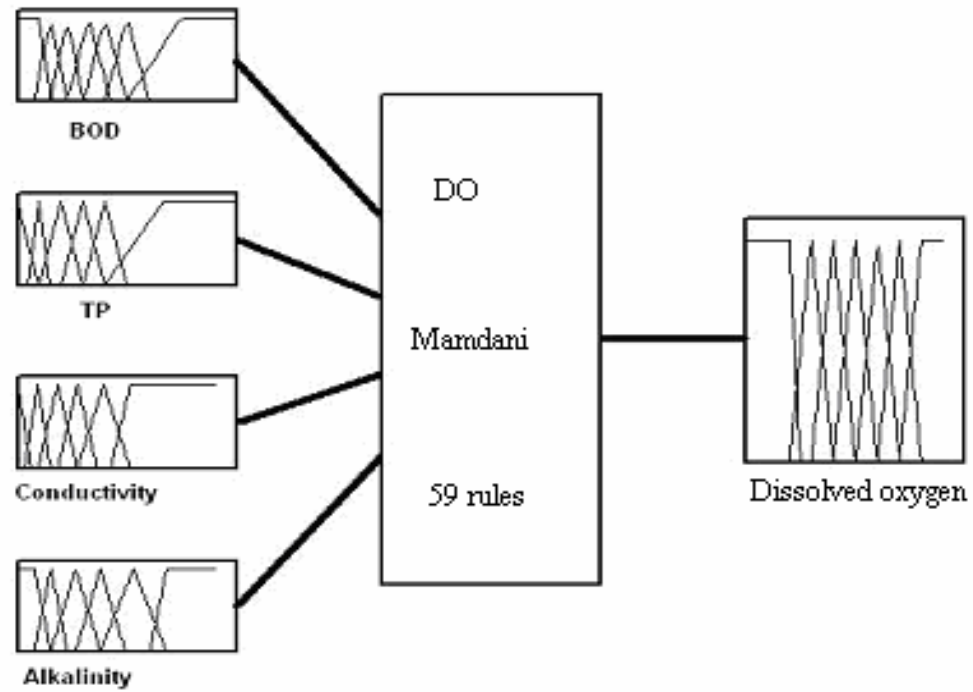 BOD
TP
Conductivity
Alkalinity
DO
Mamdani
59 rules
Dissolved oxygen